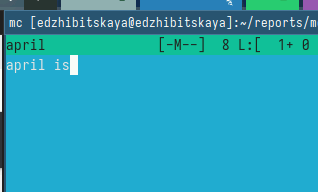 mc [edzhibitskaya@edzhibitskaya]:~/reports/m
april [-M--] 8 L:[ 1+ 0
april is